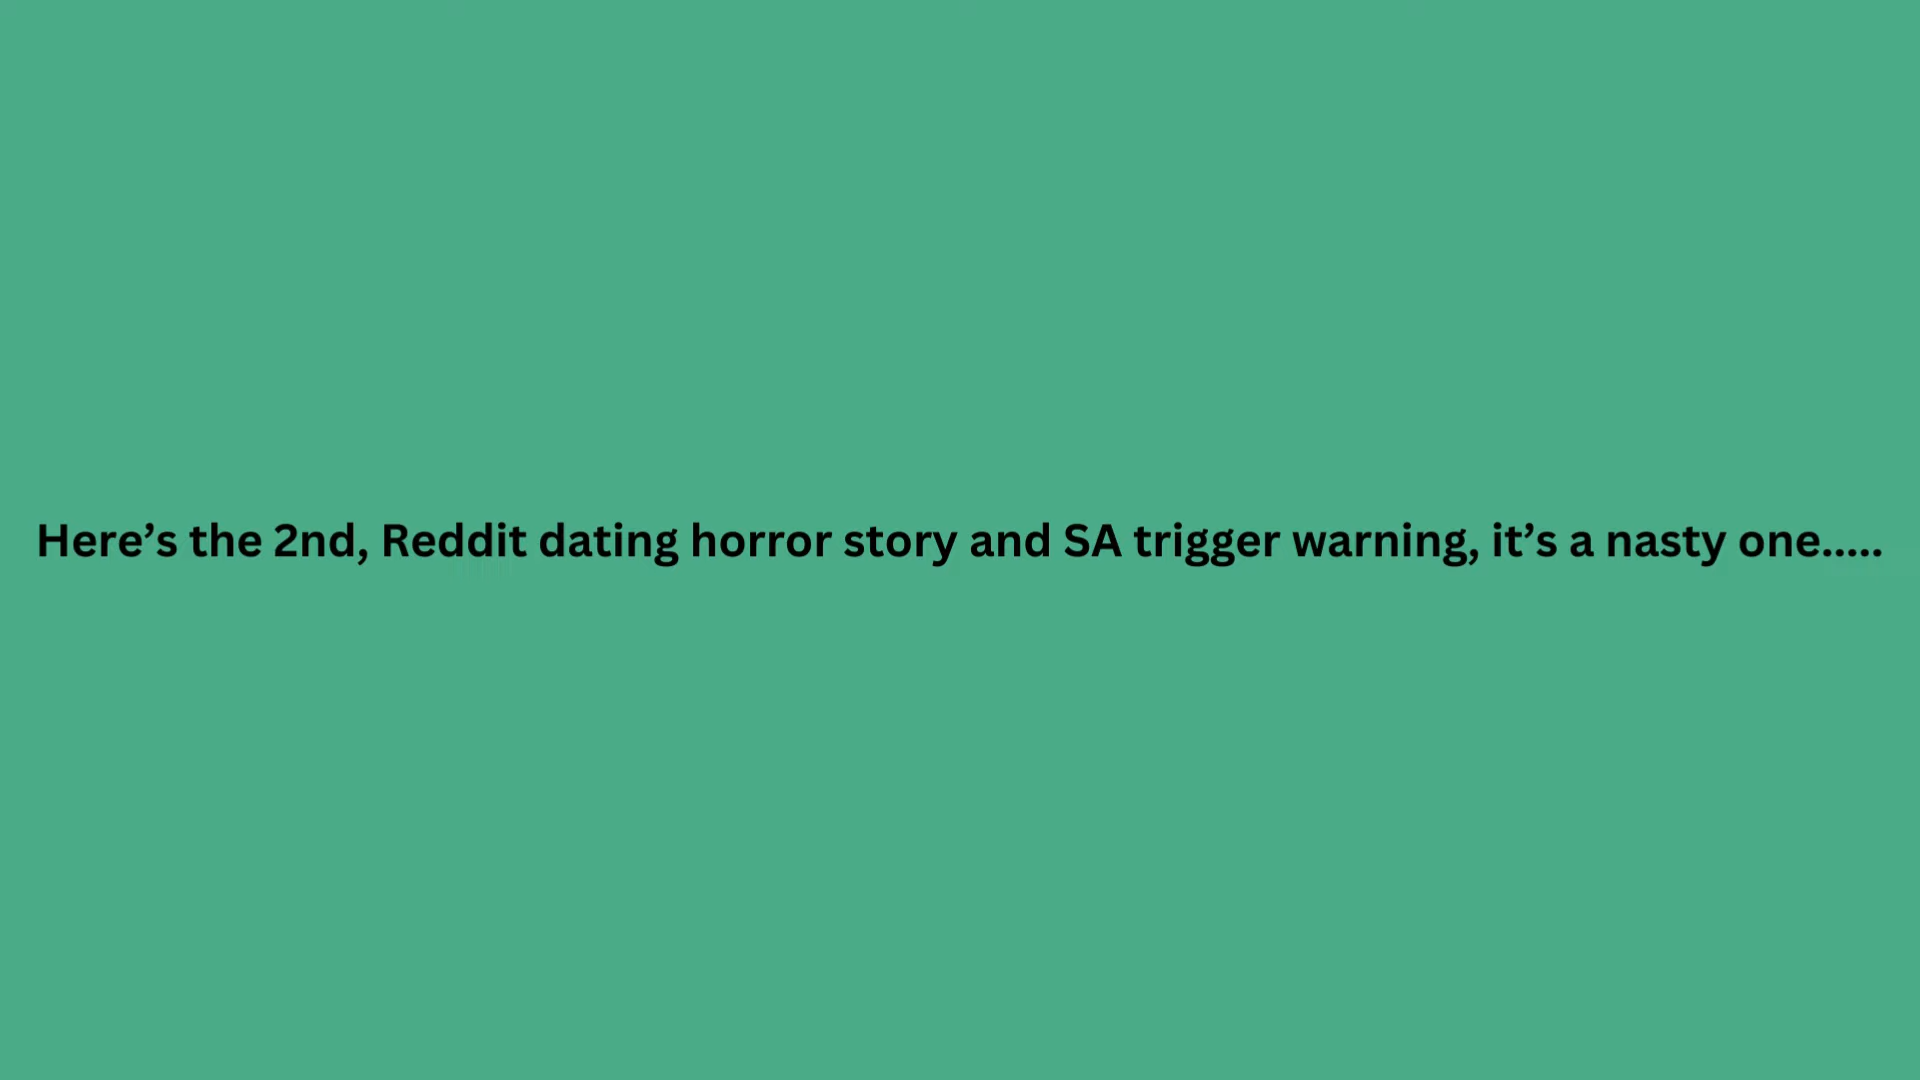 Here’s the 2nd, Reddit dating horror story and SA trigger warning, it’s a nasty one.....